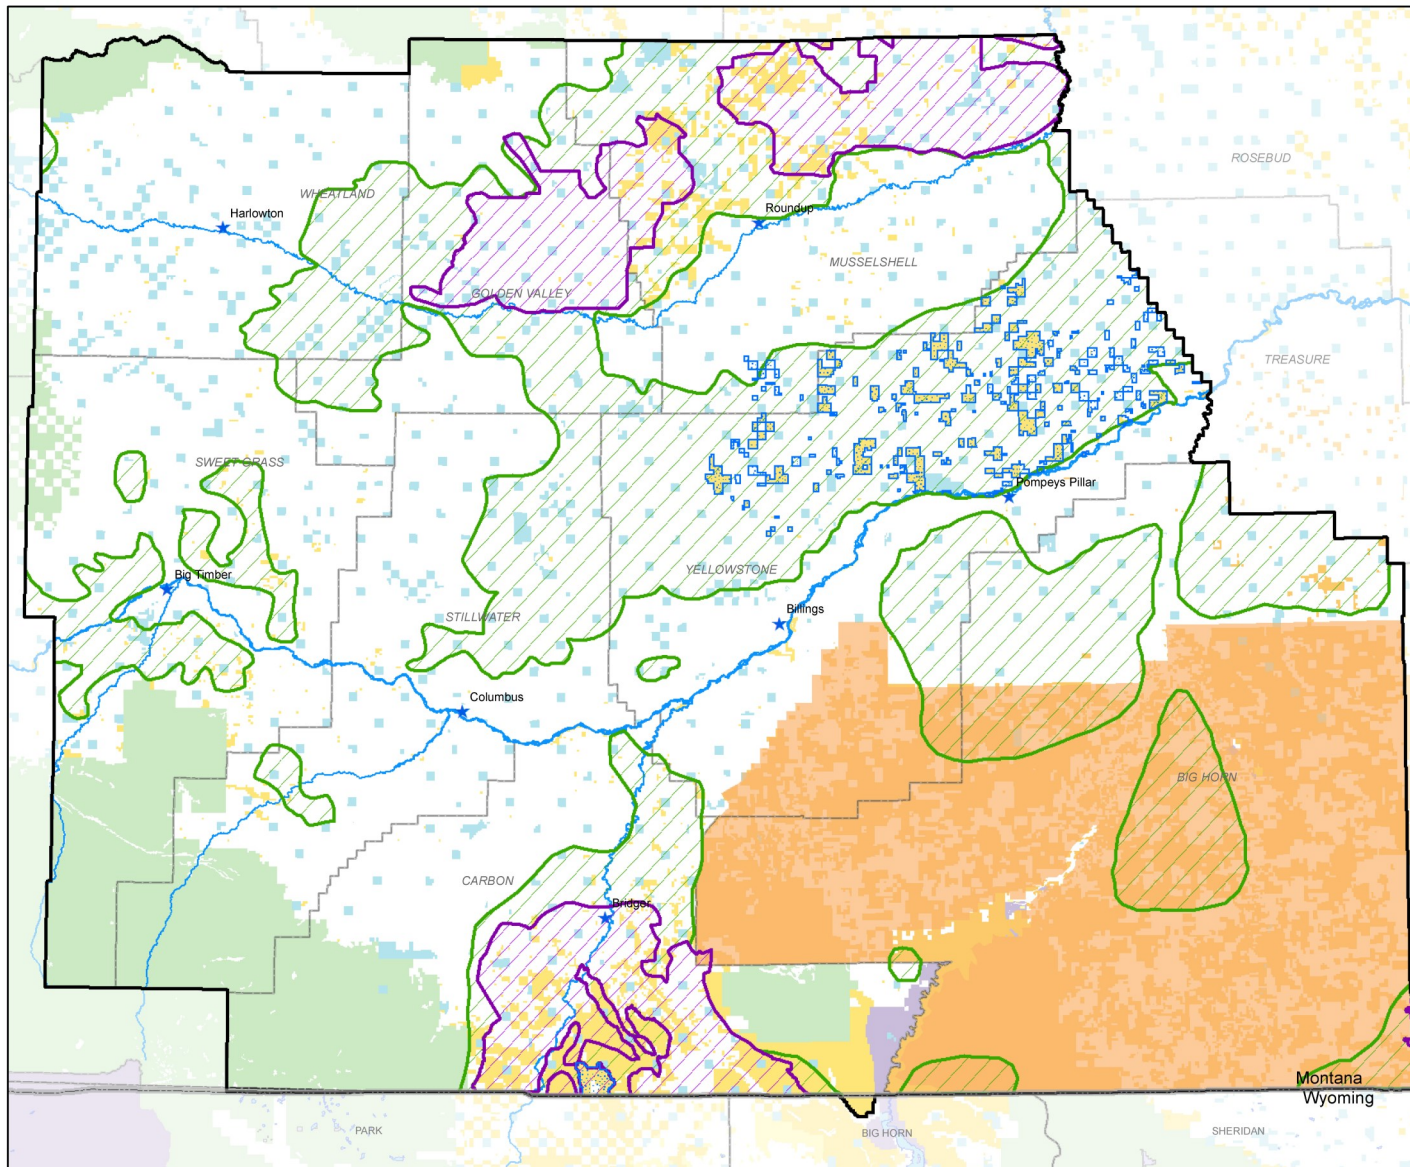 ROSEBUD
WHEATLAND
Harlowton
Roundup
MUSSELSHELL
GOLDEN VALLEY
TREASURE
SWEET GRASS
Pompeys Pillar
YELLOWSTONE
Big Timber
Billings
STILLWATER
Columbus
BIG HORN
CARBON
Bridger
Montana
Wyoming
PARK
BIG HORN
SHERIDAN